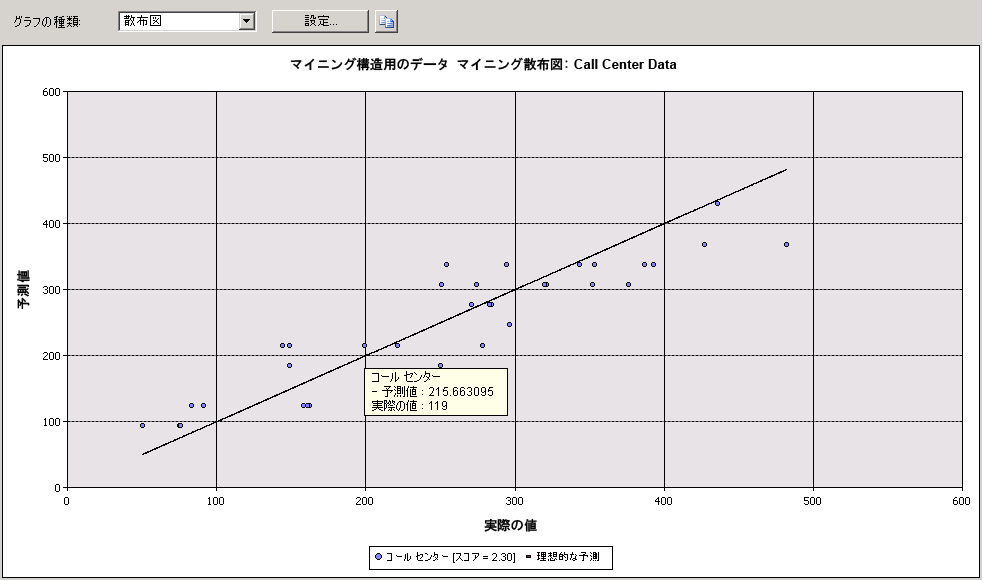 グラフの種類:
散布図
設定...
マイニング構造用のデータ マイニング散布図: Call Center Data
600
500
400
300
200
100
0
予測値
コール センター
- 予測値 : 215.663095
実際の値 : 119
0 100 200 300 400 500 600
実際の値
コール センター [スコア = 2.30] 理想的な予測